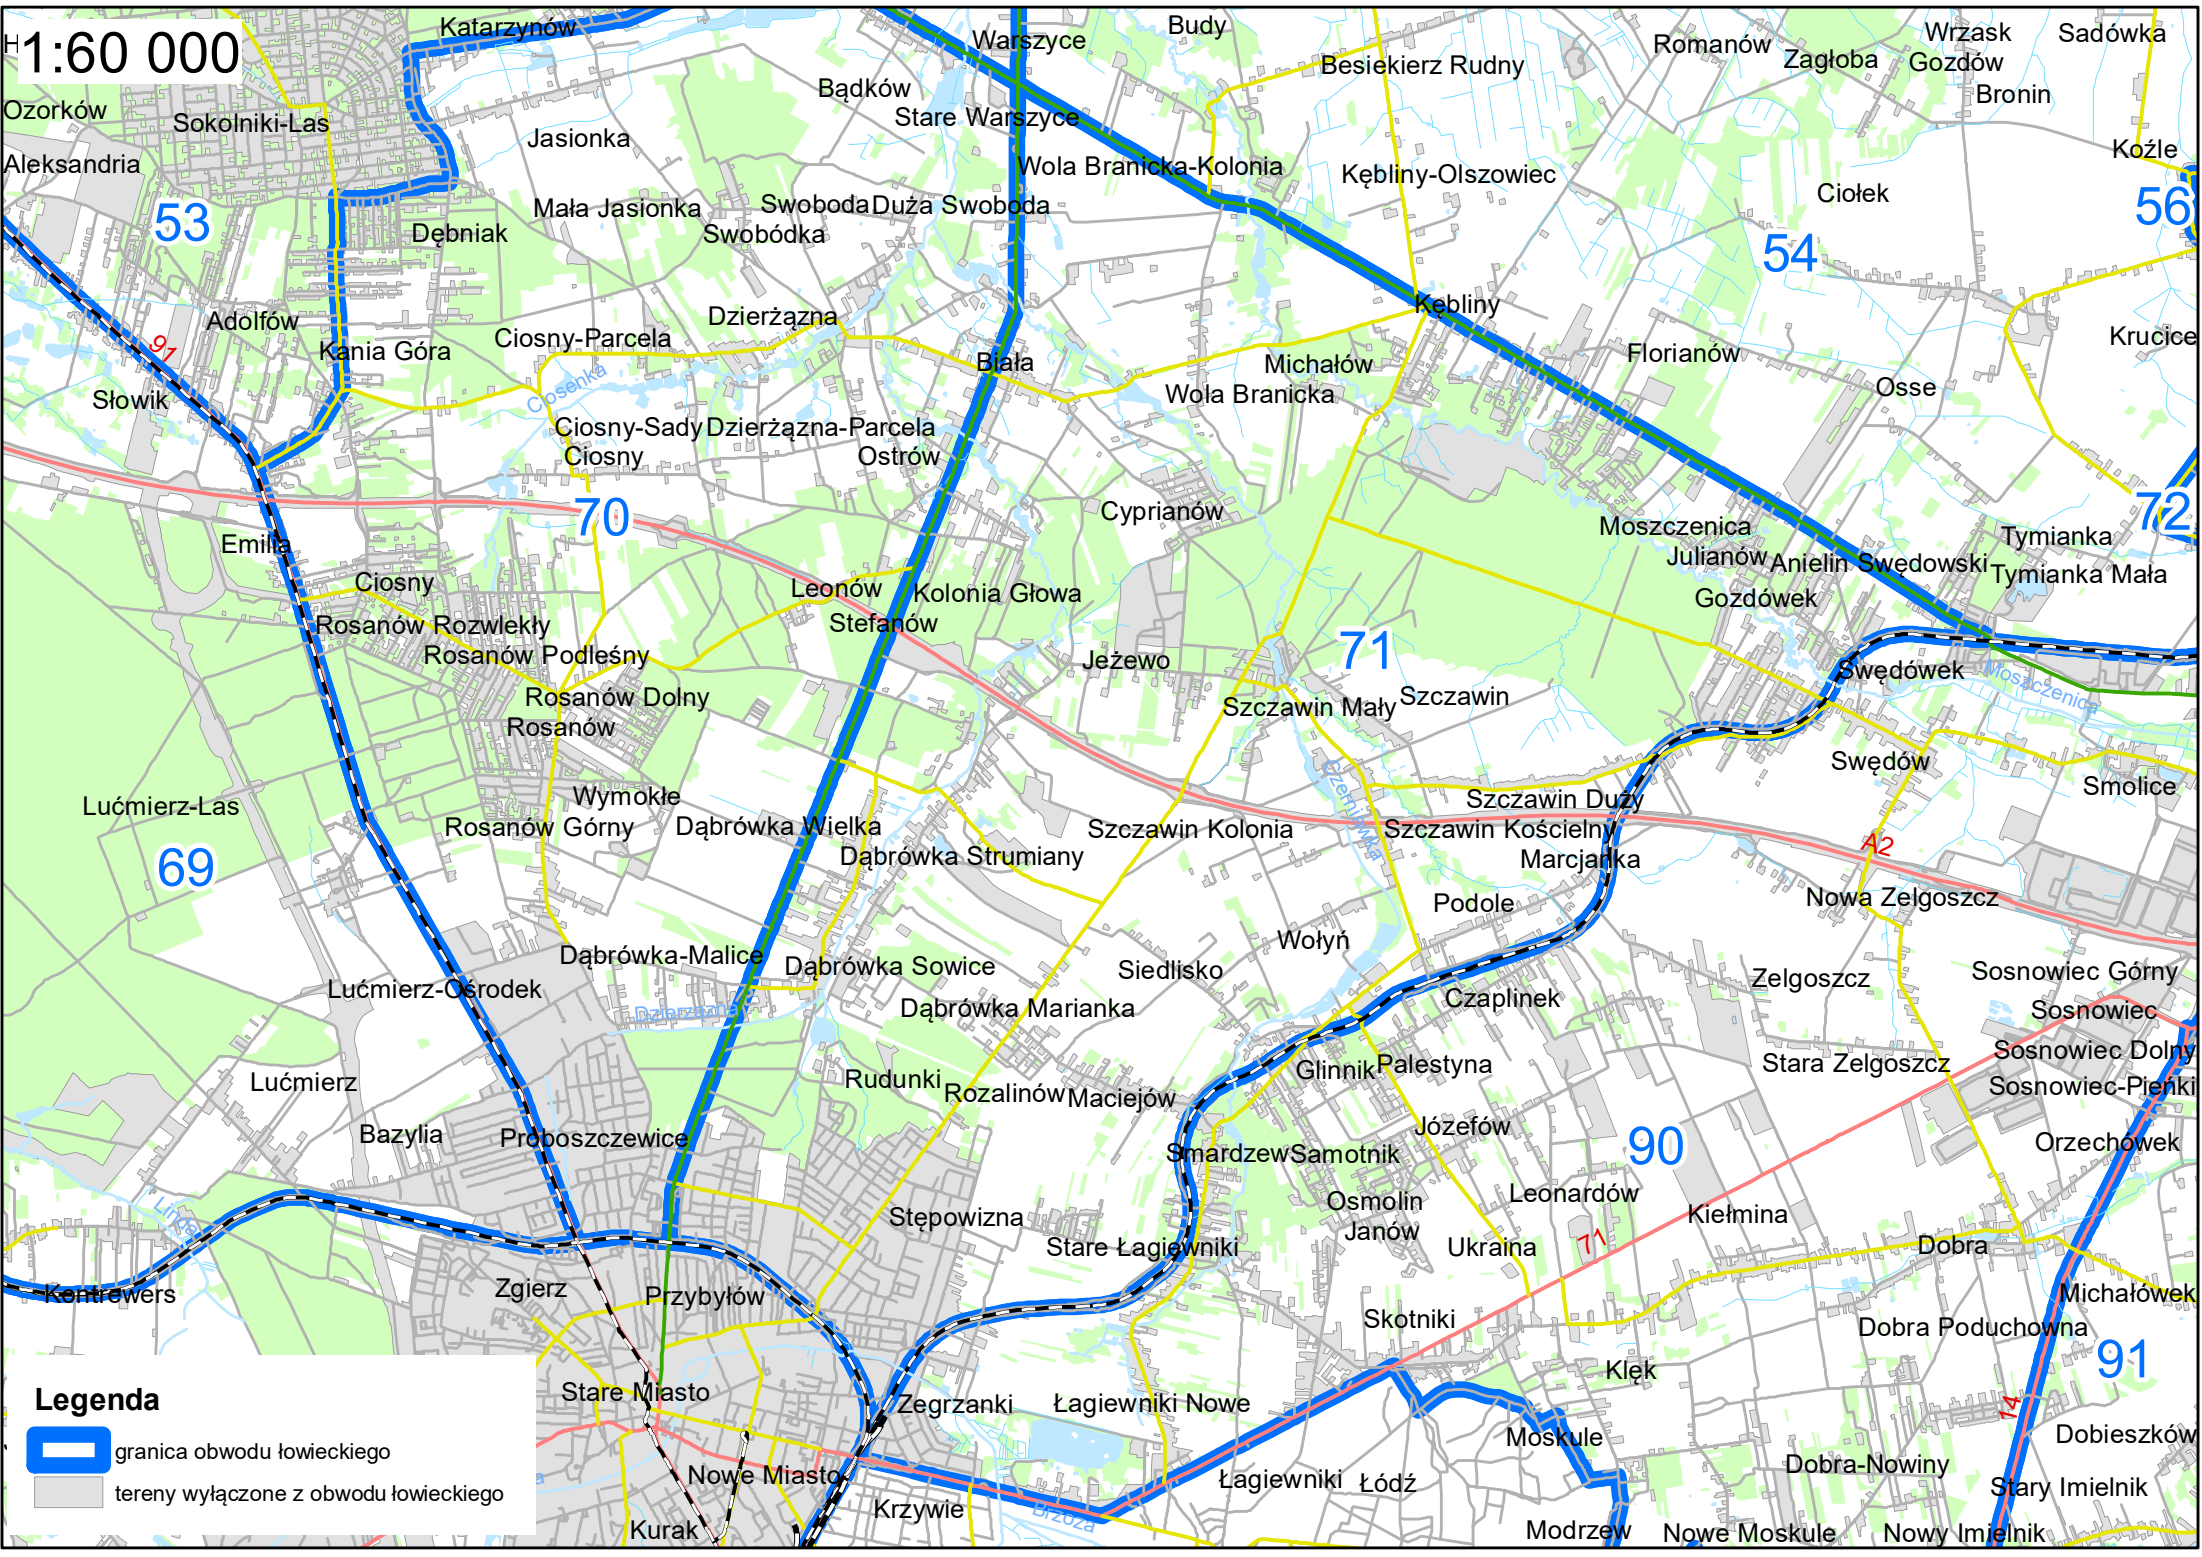 Katarzynów
Warszyce
Budy
Wrzask
Sadówka
H
1:60 000
Romanów
Zagłoba
Gozdów
Besiekierz Rudny
Bądków
Bronin
Ozorków
Sokolniki-Las
Stare Warszyce
Jasionka
Koźle
Aleksandria
Wola Branicka-Kolonia
Kębliny-Olszowiec
Ciołek
53
Mała Jasionka
Swoboda
Duża Swoboda
56
Dębniak
Swobódka
54
Kębliny
Adolfów
Dzierżązna
91
Kania Góra
Ciosny-Parcela
Krucice
Florianów
Biała
Michałów
Słowik
Ciosenka
Wola Branicka
Osse
Ciosny-Sady
Dzierżązna-Parcela
Ciosny
Ostrów
70
Cyprianów
72
Moszczenica
Tymianka
Emilia
Julianów
Anielin Swędowski
Tymianka Mała
Ciosny
Leonów
Kolonia Głowa
Gozdówek
Rosanów Rozwlekły
Stefanów
Rosanów Podleśny
71
Jeżewo
Swędówek
Moszczenica
Rosanów Dolny
Szczawin Mały
Szczawin
Rosanów
Swędów
Smolice
Czerniawka
Lućmierz-Las
Wymokłe
Szczawin Duży
Rosanów Górny
Dąbrówka Wielka
Szczawin Kolonia
Szczawin Kościelny
A2
69
Dąbrówka Strumiany
Marcjanka
Podole
Nowa Zelgoszcz
Wołyń
Dąbrówka-Malice
Dąbrówka Sowice
Siedlisko
Zelgoszcz
Sosnowiec Górny
Lućmierz-Ośrodek
Dzierżązna
Dąbrówka Marianka
Czaplinek
Sosnowiec
Sosnowiec Dolny
Lućmierz
Rudunki
Rozalinów
Maciejów
Glinnik
Palestyna
Stara Zelgoszcz
Sosnowiec-Pieńki
Bazylia
Proboszczewice
Józefów
90
Orzechówek
Smardzew
Samotnik
Linda
Stępowizna
Osmolin
Leonardów
Janów
Kiełmina
Stare Łagiewniki
Ukraina
71
Dobra
Kontrewers
Zgierz
Przybyłów
Michałówek
Skotniki
Dobra Poduchowna
91
Klęk
Legenda
Stare Miasto
Zegrzanki
Łagiewniki Nowe
14
granica obwodu łowieckiego
Moskule
Dobieszków
Nowe Miasto
Łagiewniki
Łódź
Dobra-Nowiny
Stary Imielnik
tereny wyłączone z obwodu łowieckiego
Kurak
Krzywie
Brzoza
Modrzew
Nowe Moskule
Nowy Imielnik